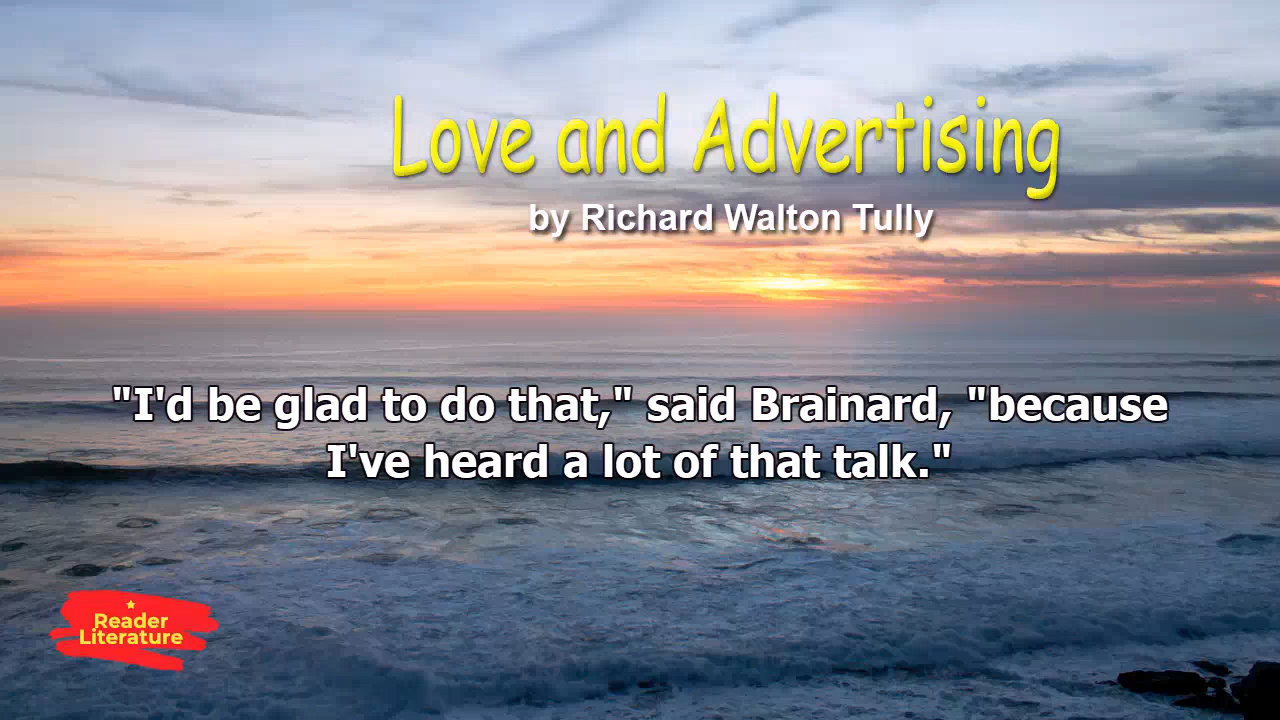 Love and Advertising
by Richard Walton Tully
"I'd be glad to do that," said Brainard, "because
I've heard a lot of that talk."
Reader
Literature